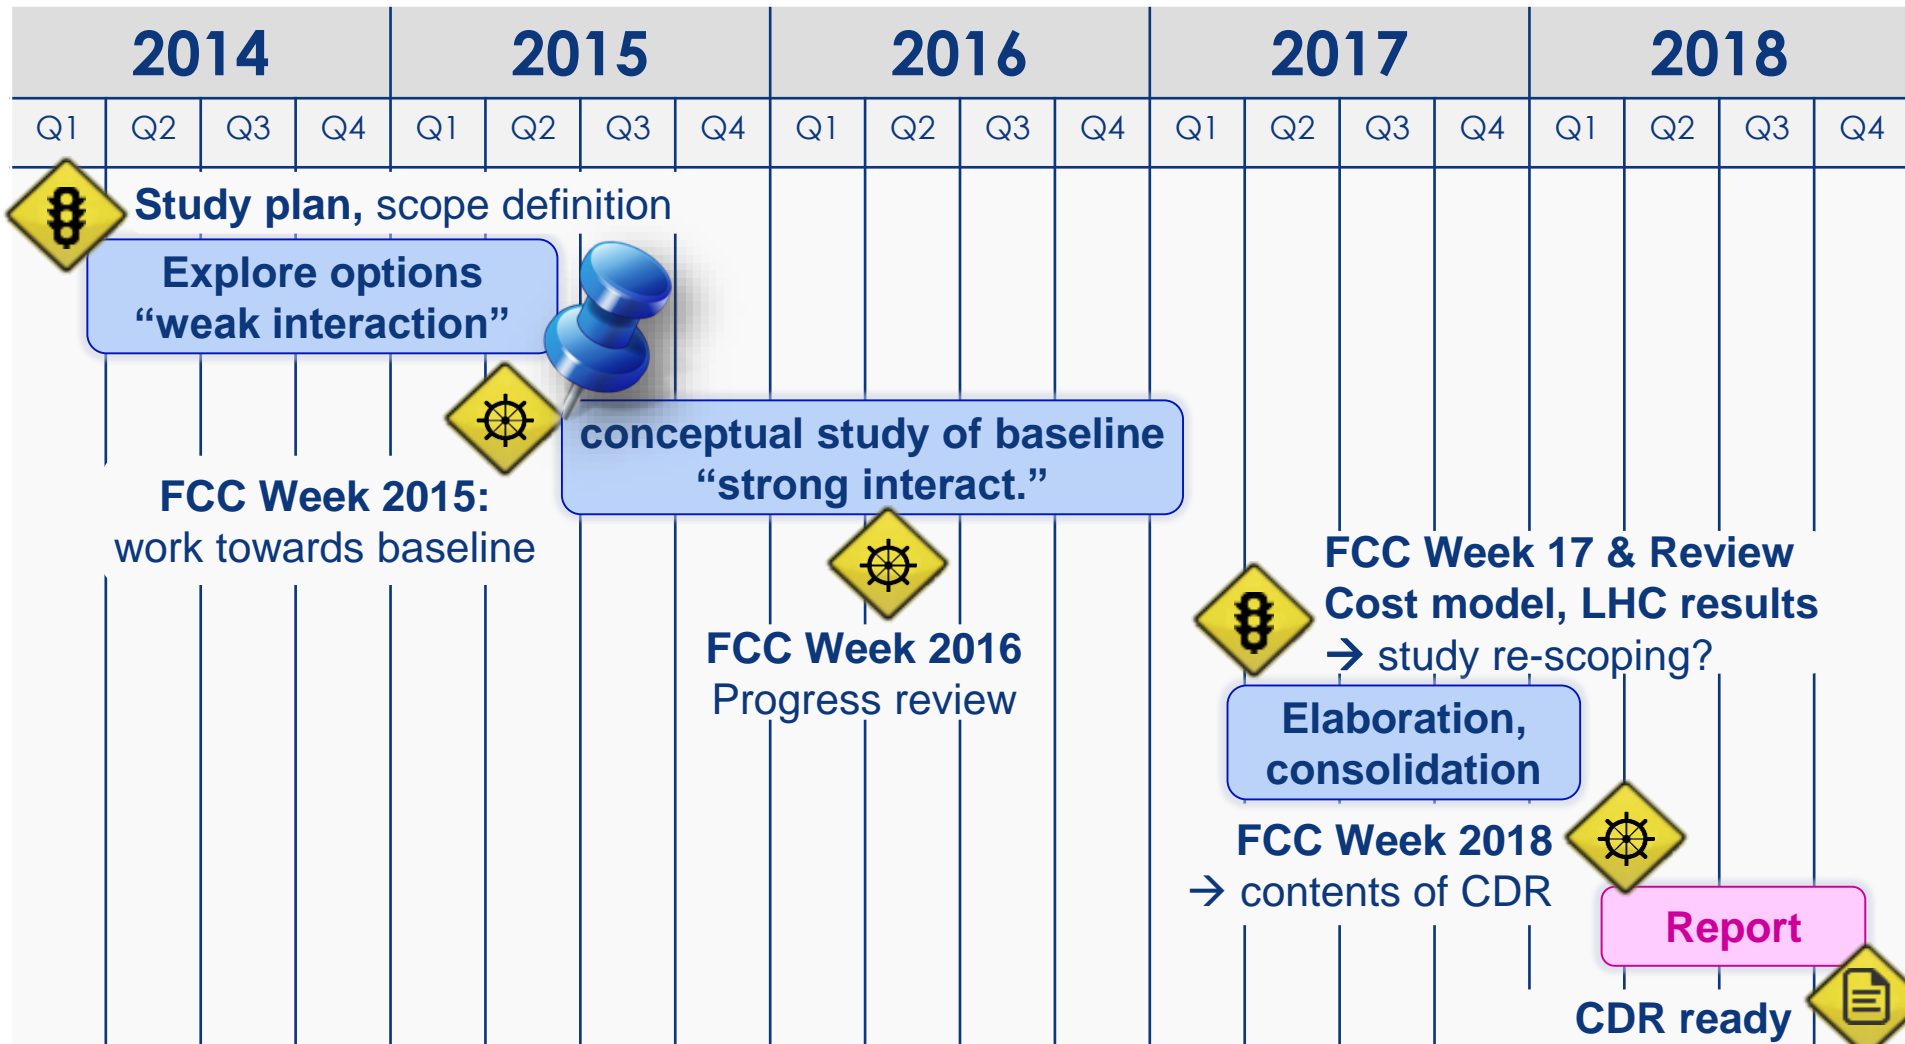 2014 2015 2016 2017 2018
Q1 Q2 Q3 Q4 Q1 Q2 Q3 Q4 Q1 Q2 Q3 Q4 Q1 Q2 Q3 Q4 Q1 Q2 Q3 Q4
Study plan, scope definition
Explore options
“weak interaction”
conceptual study of baseline
“strong interact.”
FCC Week 2015:
work towards baseline
FCC Week 2016
Progress review
FCC Week 17 & Review
Cost model, LHC results
→ study re-scoping?
Elaboration,
consolidation
FCC Week 2018
→ contents of CDR
Report
CDR ready